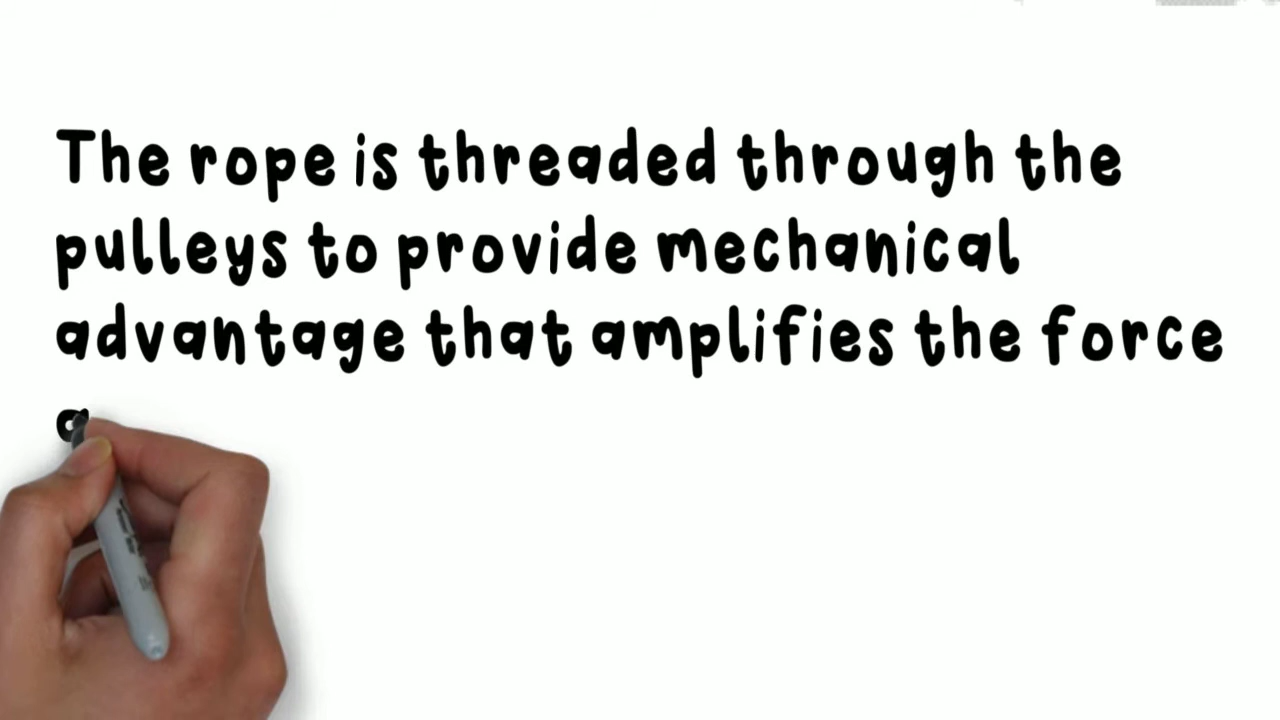 The rope is threaded through the
pulleys to provide mechanical
advantage that amplifies the force
a